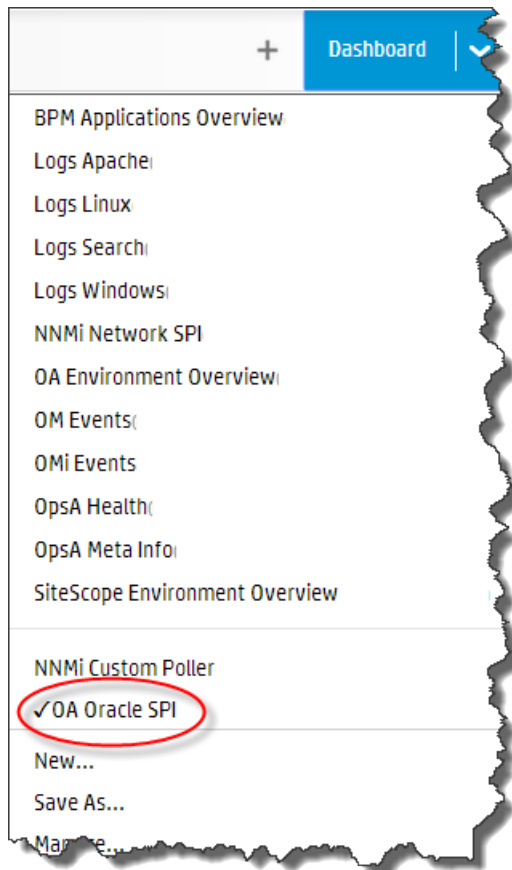 + Dashboard
BPM Applications Overview
Logs Apache
Logs Linux
Logs Search
Logs Windows
NNMi Network SPI
OA Environment Overview
OM Events
OMi Events
OpsA Health
OpsA Meta Info
SiteScope Environment Overview
NNMi Custom Poller
✓OA Oracle SPI
New...
Save As...